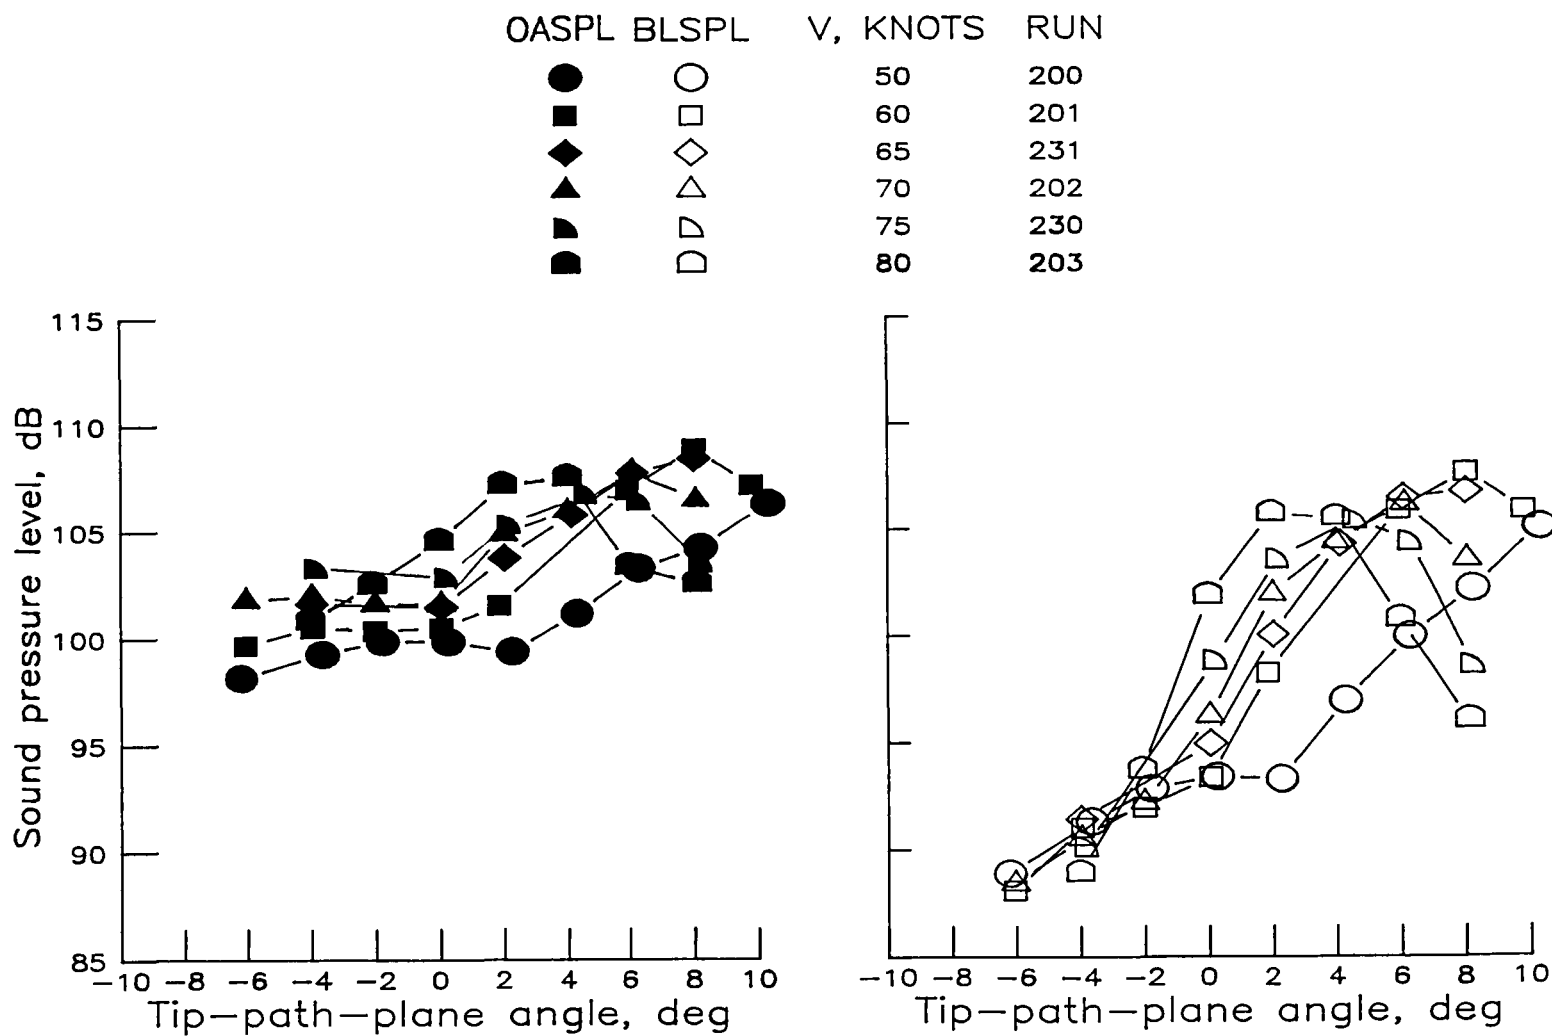 OASPL BLSPL V, KNOTS RUN
50 200
60 201
65 231
70 202
75 230
80 203
Sound pressure level, dB
115
110
105
100
95
90
85
-10 -8 -6 -4 -2 0 2 4 6 8 10
Tip-path-plane angle, deg
-10 -8 -6 -4 -2 0 2 4 6 8 10
Tip-path-plane angle, deg